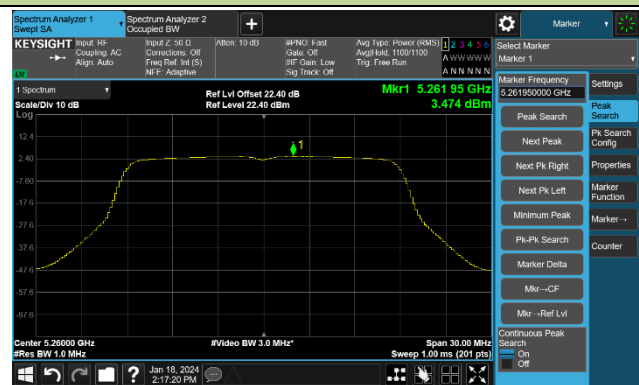 Spectrum Analyzer 1
Swept SA
Spectrum Analyzer 2
Occupied BW
Marker
KEYSIGHT
Input: RF
Coupling: AC
Align: Auto
Input Z: 50 Ω
Corrections: Off
Freq Ref: Int (S)
NFE: Adaptive
Atten: 10 dB
#PNO: Fast
Gate: Off
#IF Gain: Low
Sig Track: Off
Avg Type: Power (RMS)
Avg|Hold: 1100/1100
Trig: Free Run
1 2 3 4 5 6
A W W W W W
A N N N N N
LXI
Select Marker
Marker 1
1 Spectrum
Scale/Div 10 dB
Log
Ref Lvl Offset 22.40 dB
Ref Level 22.40 dBm
Mkr1 5.261 95 GHz
3.474 dBm
12.4
2.40
-7.60
-17.6
-27.6
-37.6
-47.6
-57.6
-67.6
1
Center 5.26000 GHz
#Res BW 1.0 MHz
#Video BW 3.0 MHz*
Span 30.00 MHz
Sweep 1.00 ms (201 pts)
Marker Frequency
5.261950000 GHz
Peak Search
Next Peak
Next Pk Right
Next Pk Left
Minimum Peak
Pk-Pk Search
Marker Delta
Mkr→CF
Mkr→Ref Lvl
Continuous Peak
Search
On
Off
Settings
Peak
Search
Pk Search
Config
Properties
Marker
Function
Marker→
Counter
?
Jan 18, 2024
2:17:20 PM